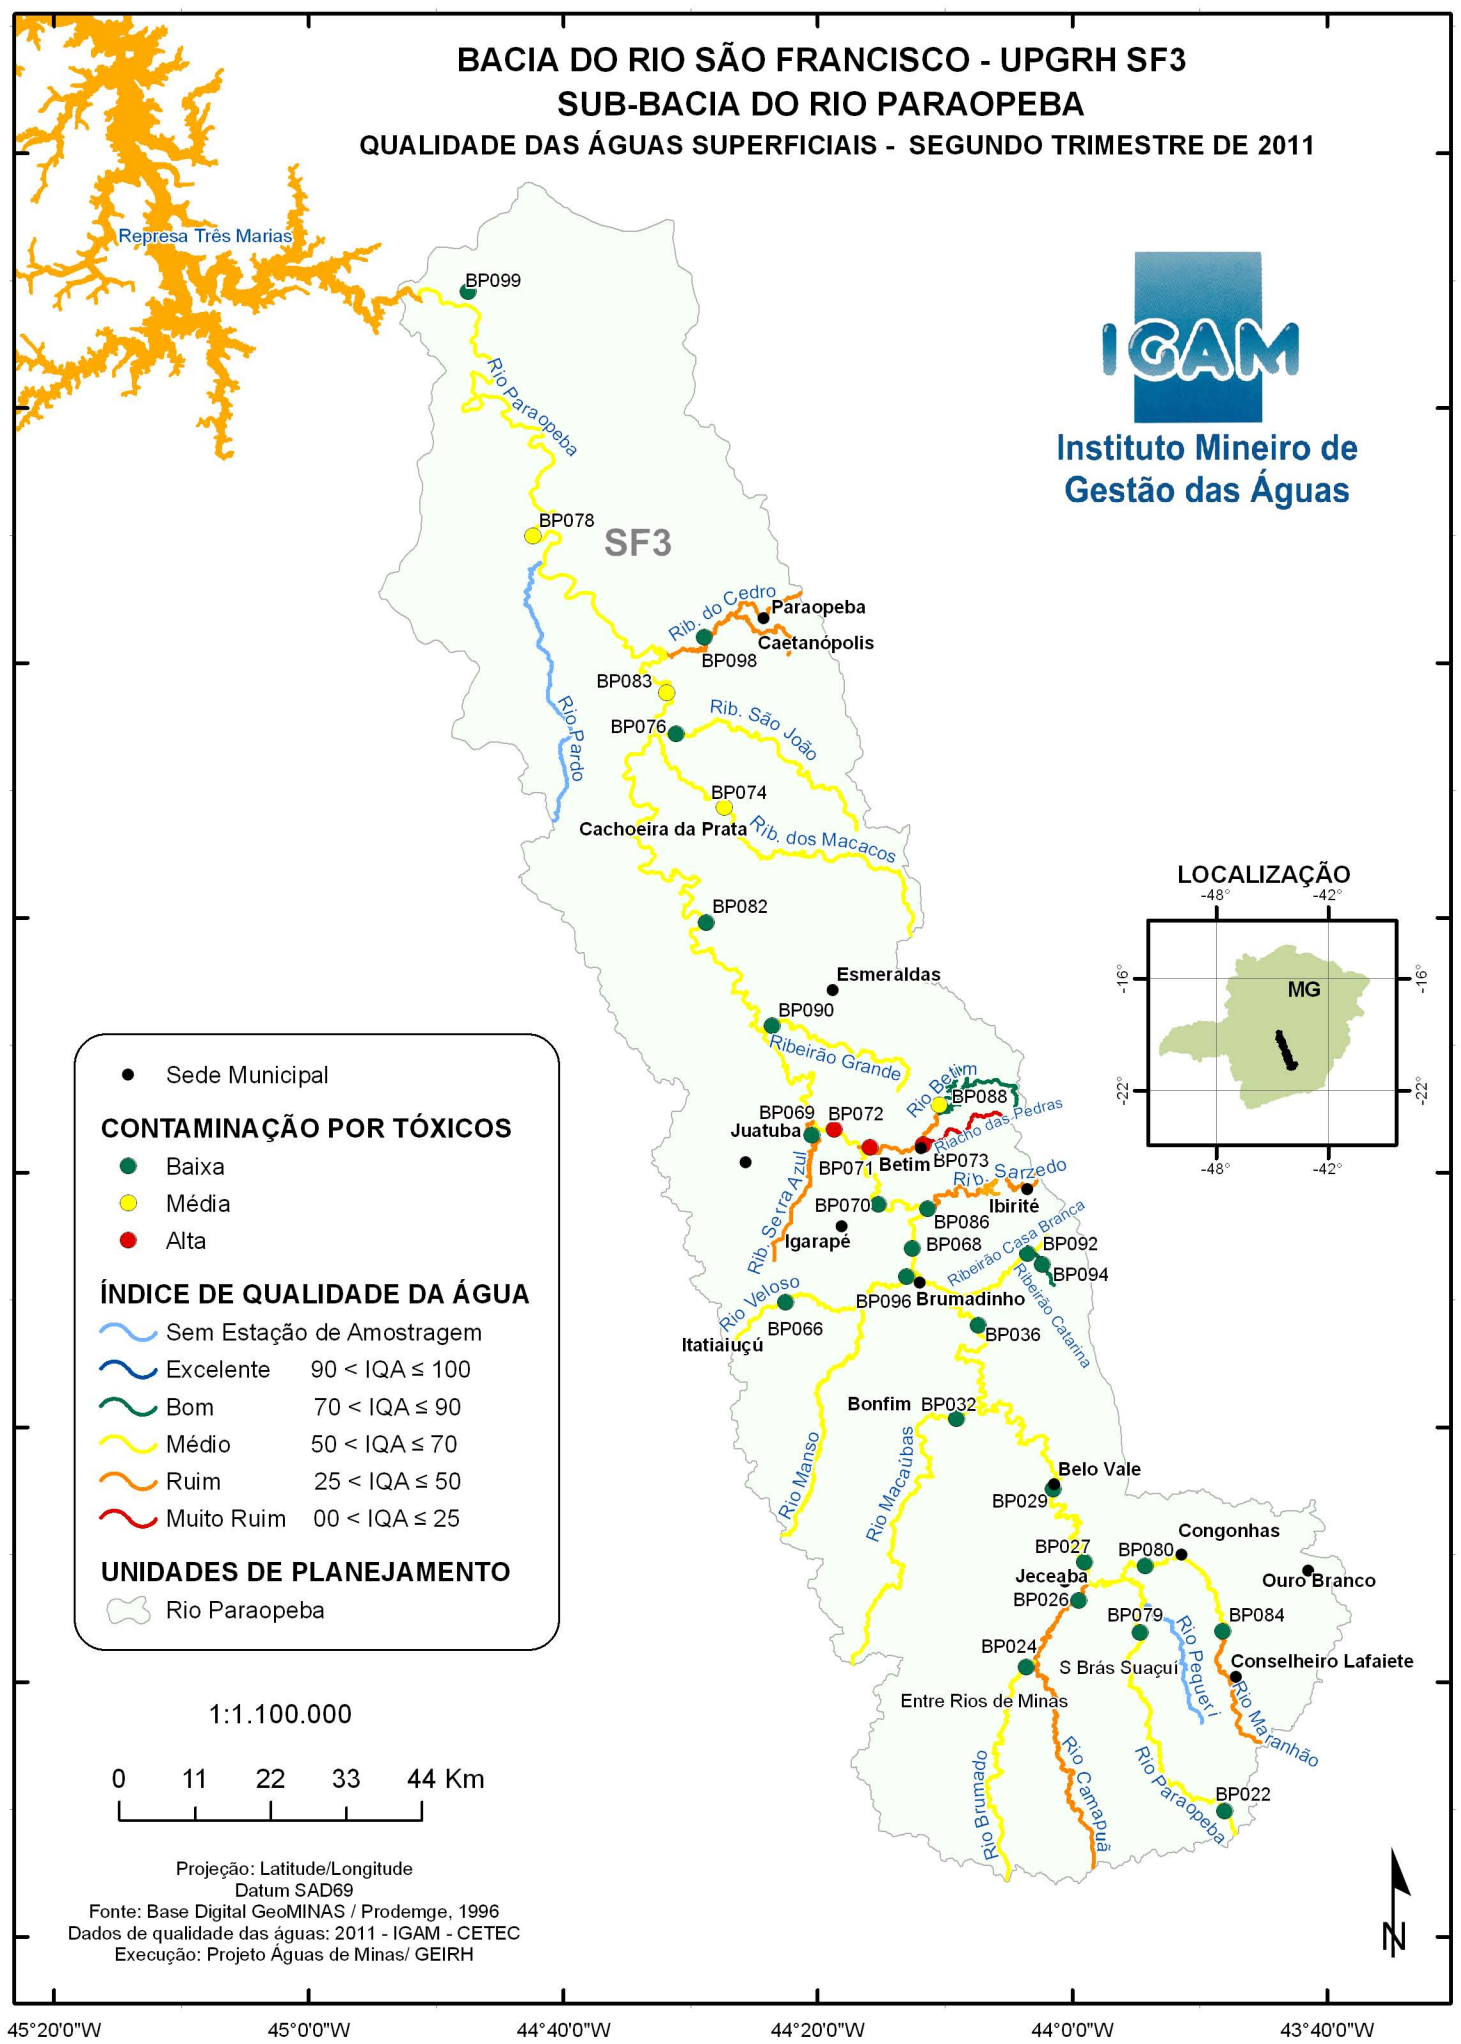 BACIA DO RIO SÃO FRANCISCO - UPGRH SF3
SUB-BACIA DO RIO PARAOPEBA
QUALIDADE DAS ÁGUAS SUPERFICIAIS - SEGUNDO TRIMESTRE DE 2011
Represa Três Marias
BP099
IGAM
Instituto Mineiro de
Gestão das Águas
Rio Paraopeba
BP078
SF3
Rib. do Cedro
Paraopeba
Caetanópolis
BP098
BP083
Rio Pardo
BP076
Rib. São João
BP074
Cachoeira da Prata
Rib. dos Macacos
BP082
LOCALIZAÇÃO
-48° -42°
-16° -16°
MG
-22° -22°
-48° -42°
Esmeraldas
BP090
Ribeirão Grande
Rio Betim
BP088
BP069 BP072
Juatuba
Riacho das Pedras
BP071 Betim BP073
Rib. Sarzedo
Rib. Serra Azul
BP070
Ibirité
BP086
Igarapé
BP068
Ribeirão Casa Branca
BP092
BP094
Ribeirão Catarina
Rio Veloso
BP096 Brumadinho
BP066
Itatiaiuçú
BP036
Bonfim BP032
Rio Manso
Rio Macaúbas
Belo Vale
BP029
Congonhas
BP027 BP080
Jeceaba
Ouro Branco
BP026
BP079 BP084
Rio Pequeri
BP024
S Brás Suaçuí
Conselheiro Lafaiete
Entre Rios de Minas
Rio Maranhão
Rio Brumado
Rio Camapuã
Rio Paraopeba
BP022
Sede Municipal
CONTAMINAÇÃO POR TÓXICOS
Baixa
Média
Alta
ÍNDICE DE QUALIDADE DA ÁGUA
Sem Estação de Amostragem
Excelente 90 < IQA ≤ 100
Bom 70 < IQA ≤ 90
Médio 50 < IQA ≤ 70
Ruim 25 < IQA ≤ 50
Muito Ruim 00 < IQA ≤ 25
UNIDADES DE PLANEJAMENTO
Rio Paraopeba
1:1.100.000
0 11 22 33 44 Km
Projeção: Latitude/Longitude
Datum SAD69
Fonte: Base Digital GeoMINAS / Prodemge, 1996
Dados de qualidade das águas: 2011 - IGAM - CETEC
Execução: Projeto Águas de Minas/ GEIRH
N
45°20'0"W 45°0'0"W 44°40'0"W 44°20'0"W 44°0'0"W 43°40'0"W